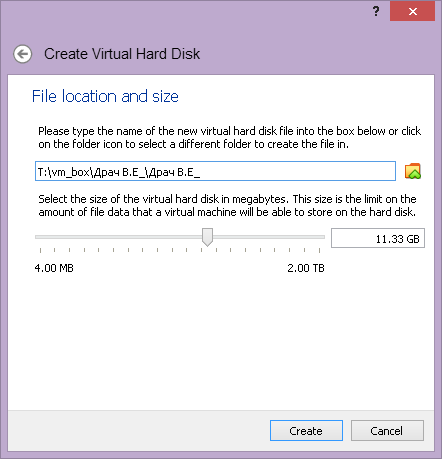 ?
Create Virtual Hard Disk
File location and size
Please type the name of the new virtual hard disk file into the box below or click
on the folder icon to select a different folder to create the file in.
T:\vm_box\Драч В.Е_\Драч В.Е_
Select the size of the virtual hard disk in megabytes. This size is the limit on the
amount of file data that a virtual machine will be able to store on the hard disk.
11.33 GB
4.00 MB 2.00 TB
Create Cancel